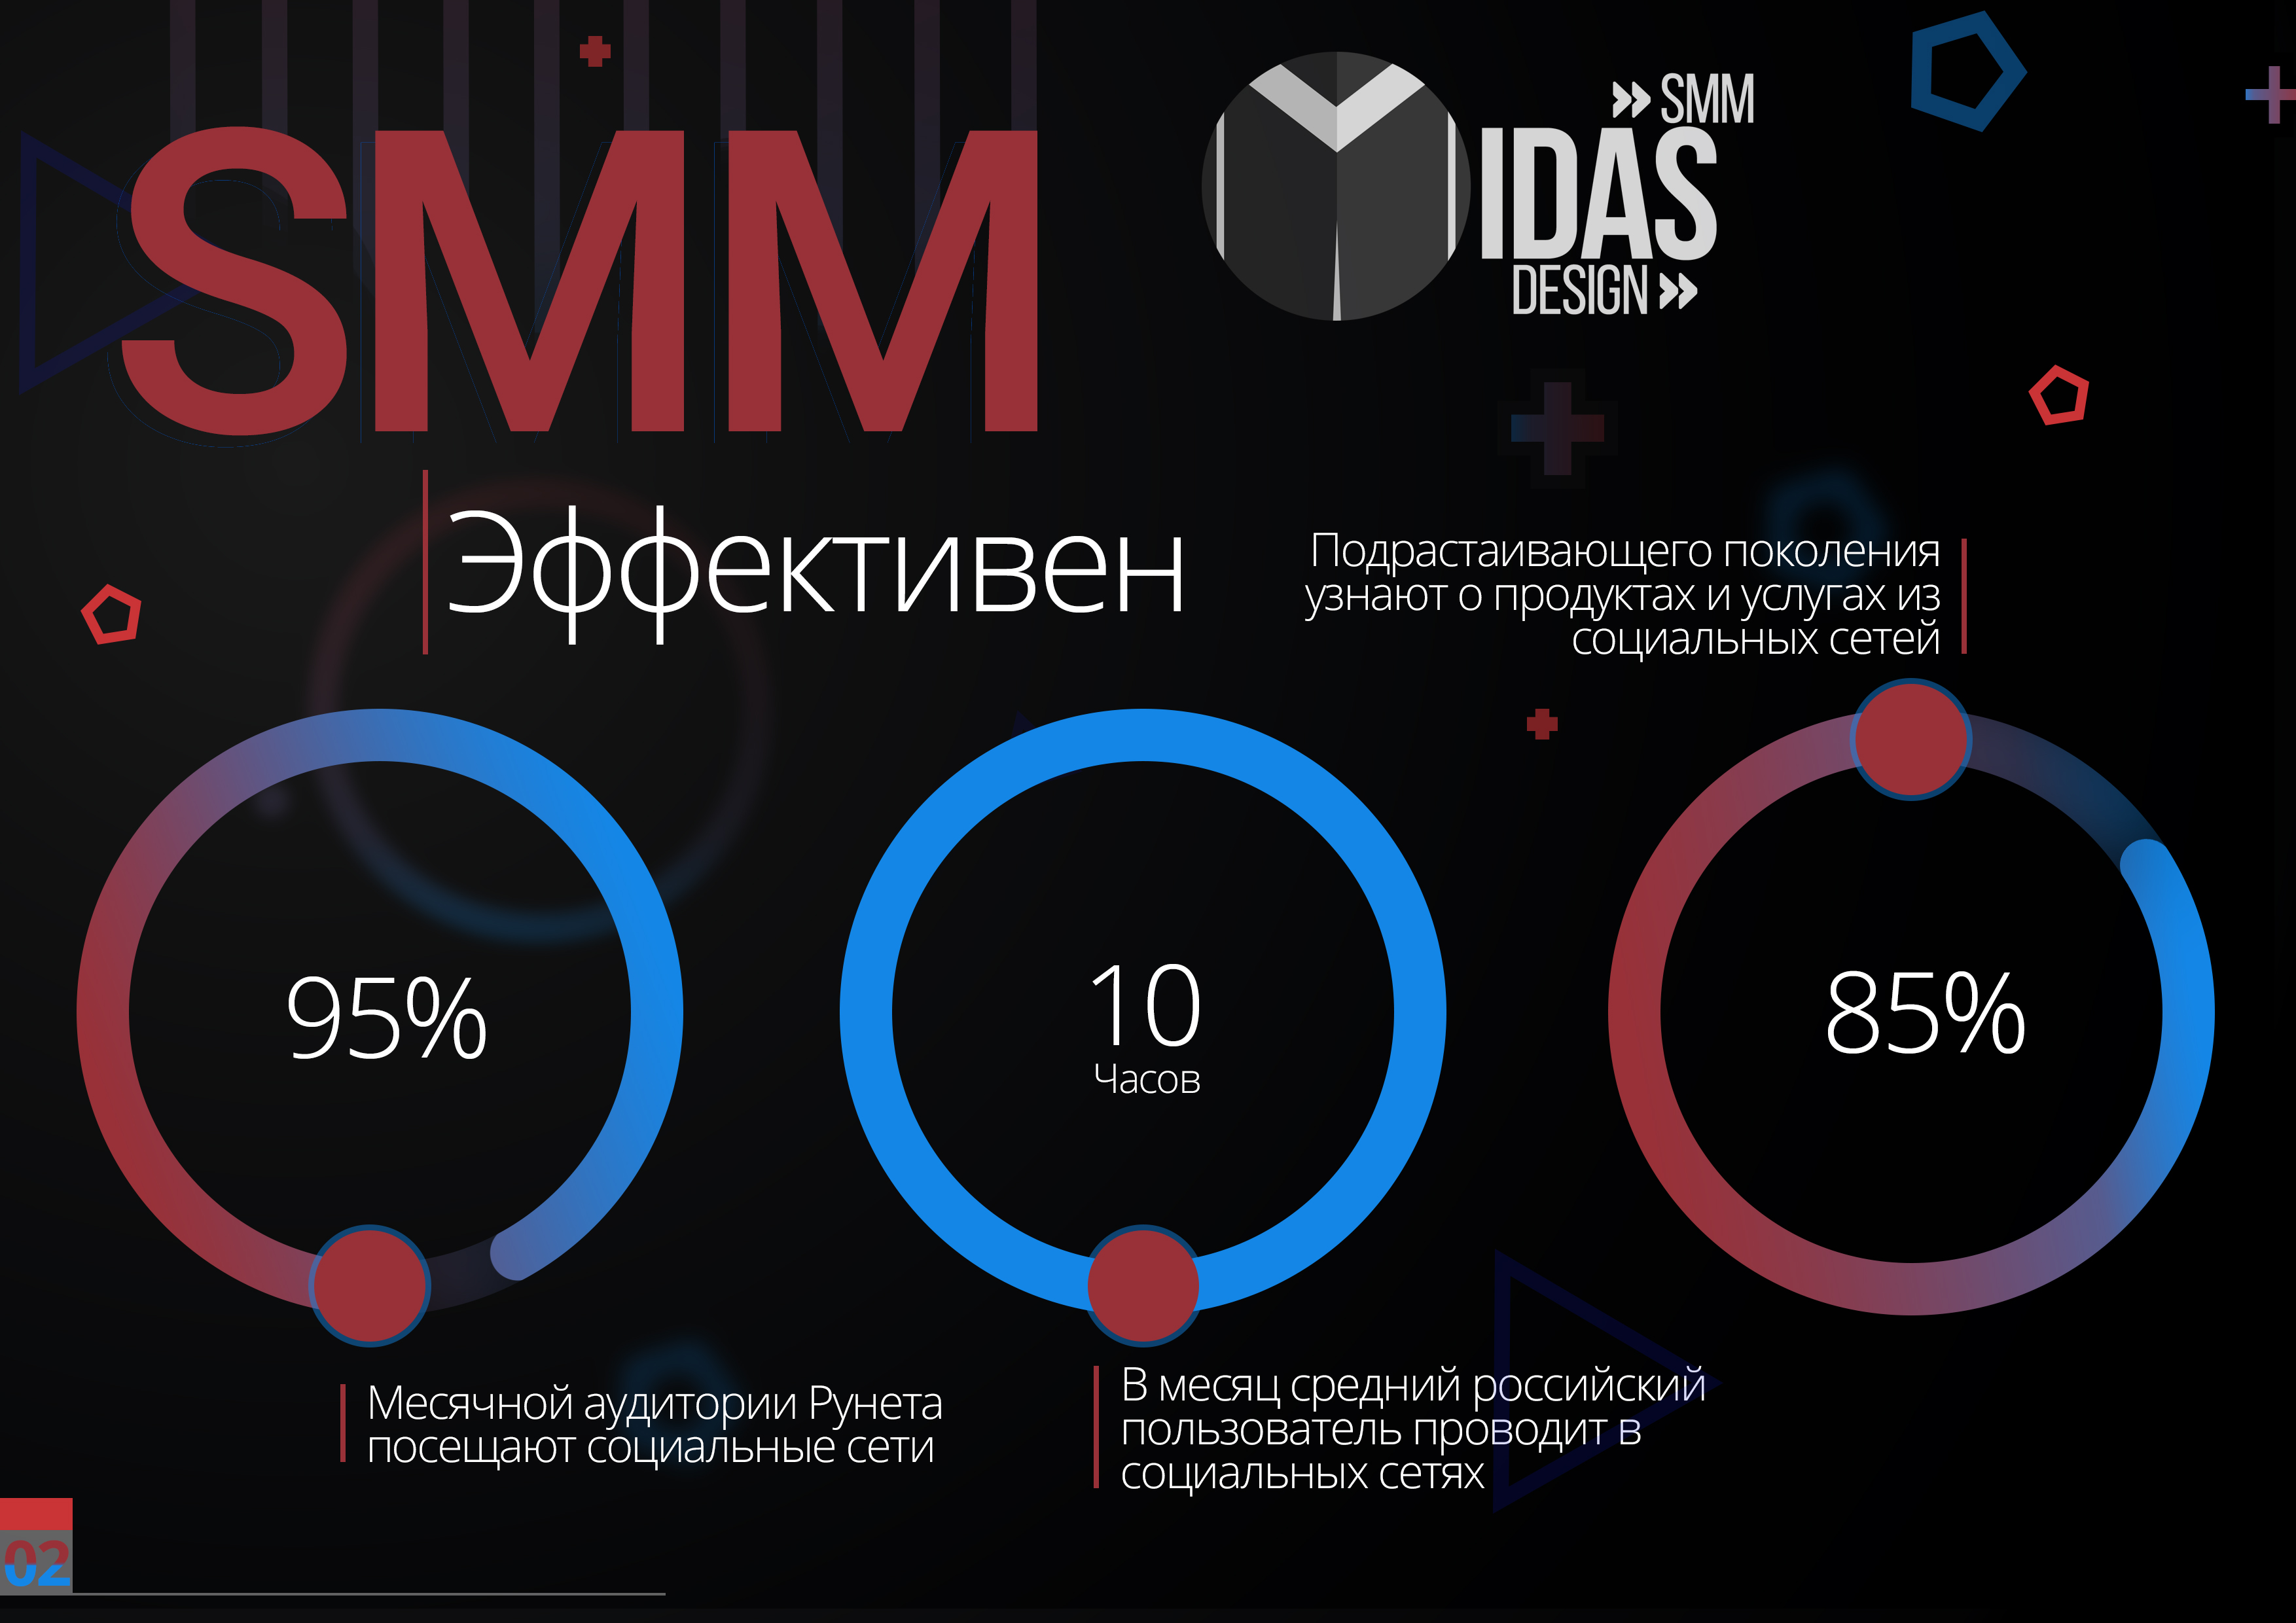 SMM
» SMM
MIDAS
DESIGN »
Эффективен
Подрастаивающего поколения
узнают о продуктах и услугах из
социальных сетей
95%
10
Часов
85%
Месячной аудитории Рунета
посещают социальные сети
В месяц средний российский
пользователь проводит в
социальных сетях
02